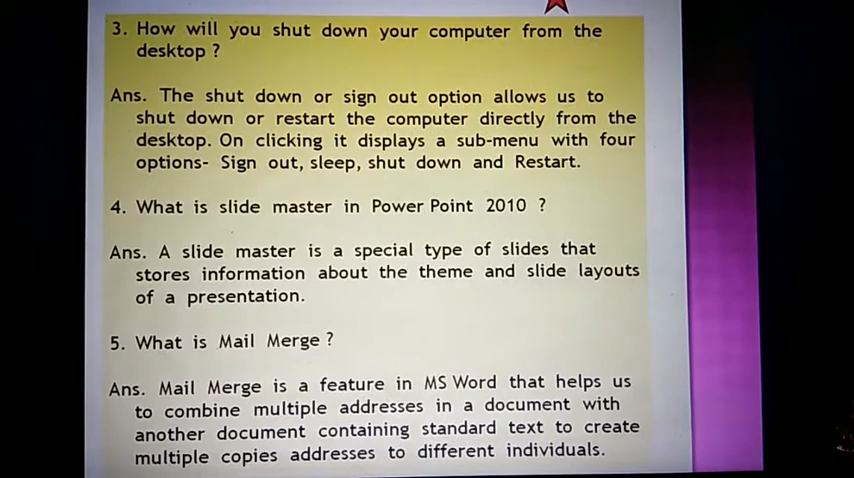 3. How will you shut down your computer from the
desktop ?
Ans. The shut down or sign out option allows us to
shut down or restart the computer directly from the
desktop. On clicking it displays a sub-menu with four
options- Sign out, sleep, shut down and Restart.
4. What is slide master in Power Point 2010 ?
Ans. A slide master is a special type of slides that
stores information about the theme and slide layouts
of a presentation.
5. What is Mail Merge ?
Ans. Mail Merge is a feature in MS Word that helps us
to combine multiple addresses in a document with
another document containing standard text to create
multiple copies addresses to different individuals.